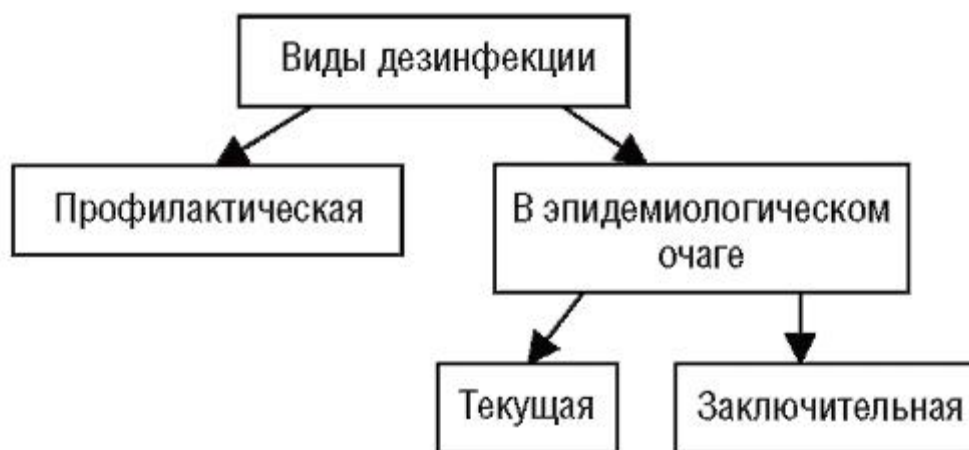 Виды дезинфекции
Профилактическая
В эпидемиологическом
очаге
Текущая
Заключительная